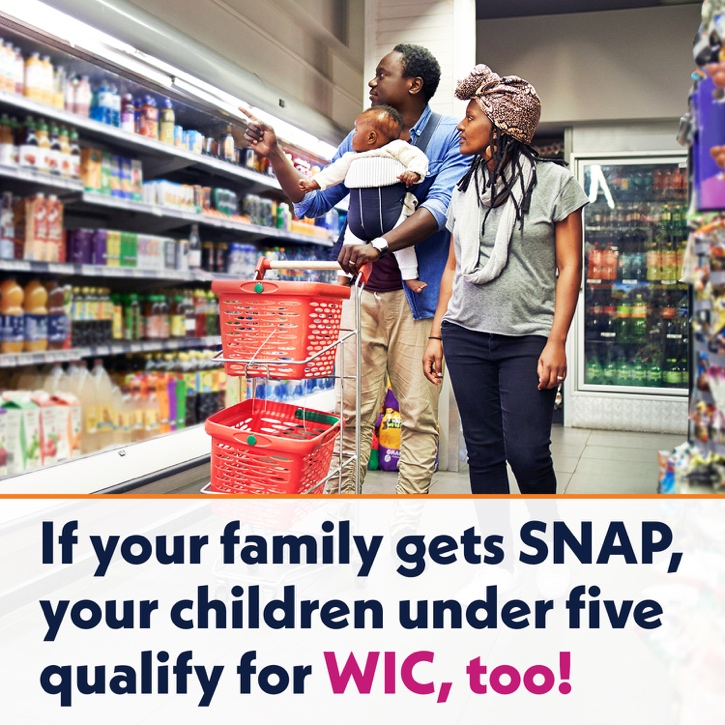 If your family gets SNAP,
your children under five
qualify for WIC, too!